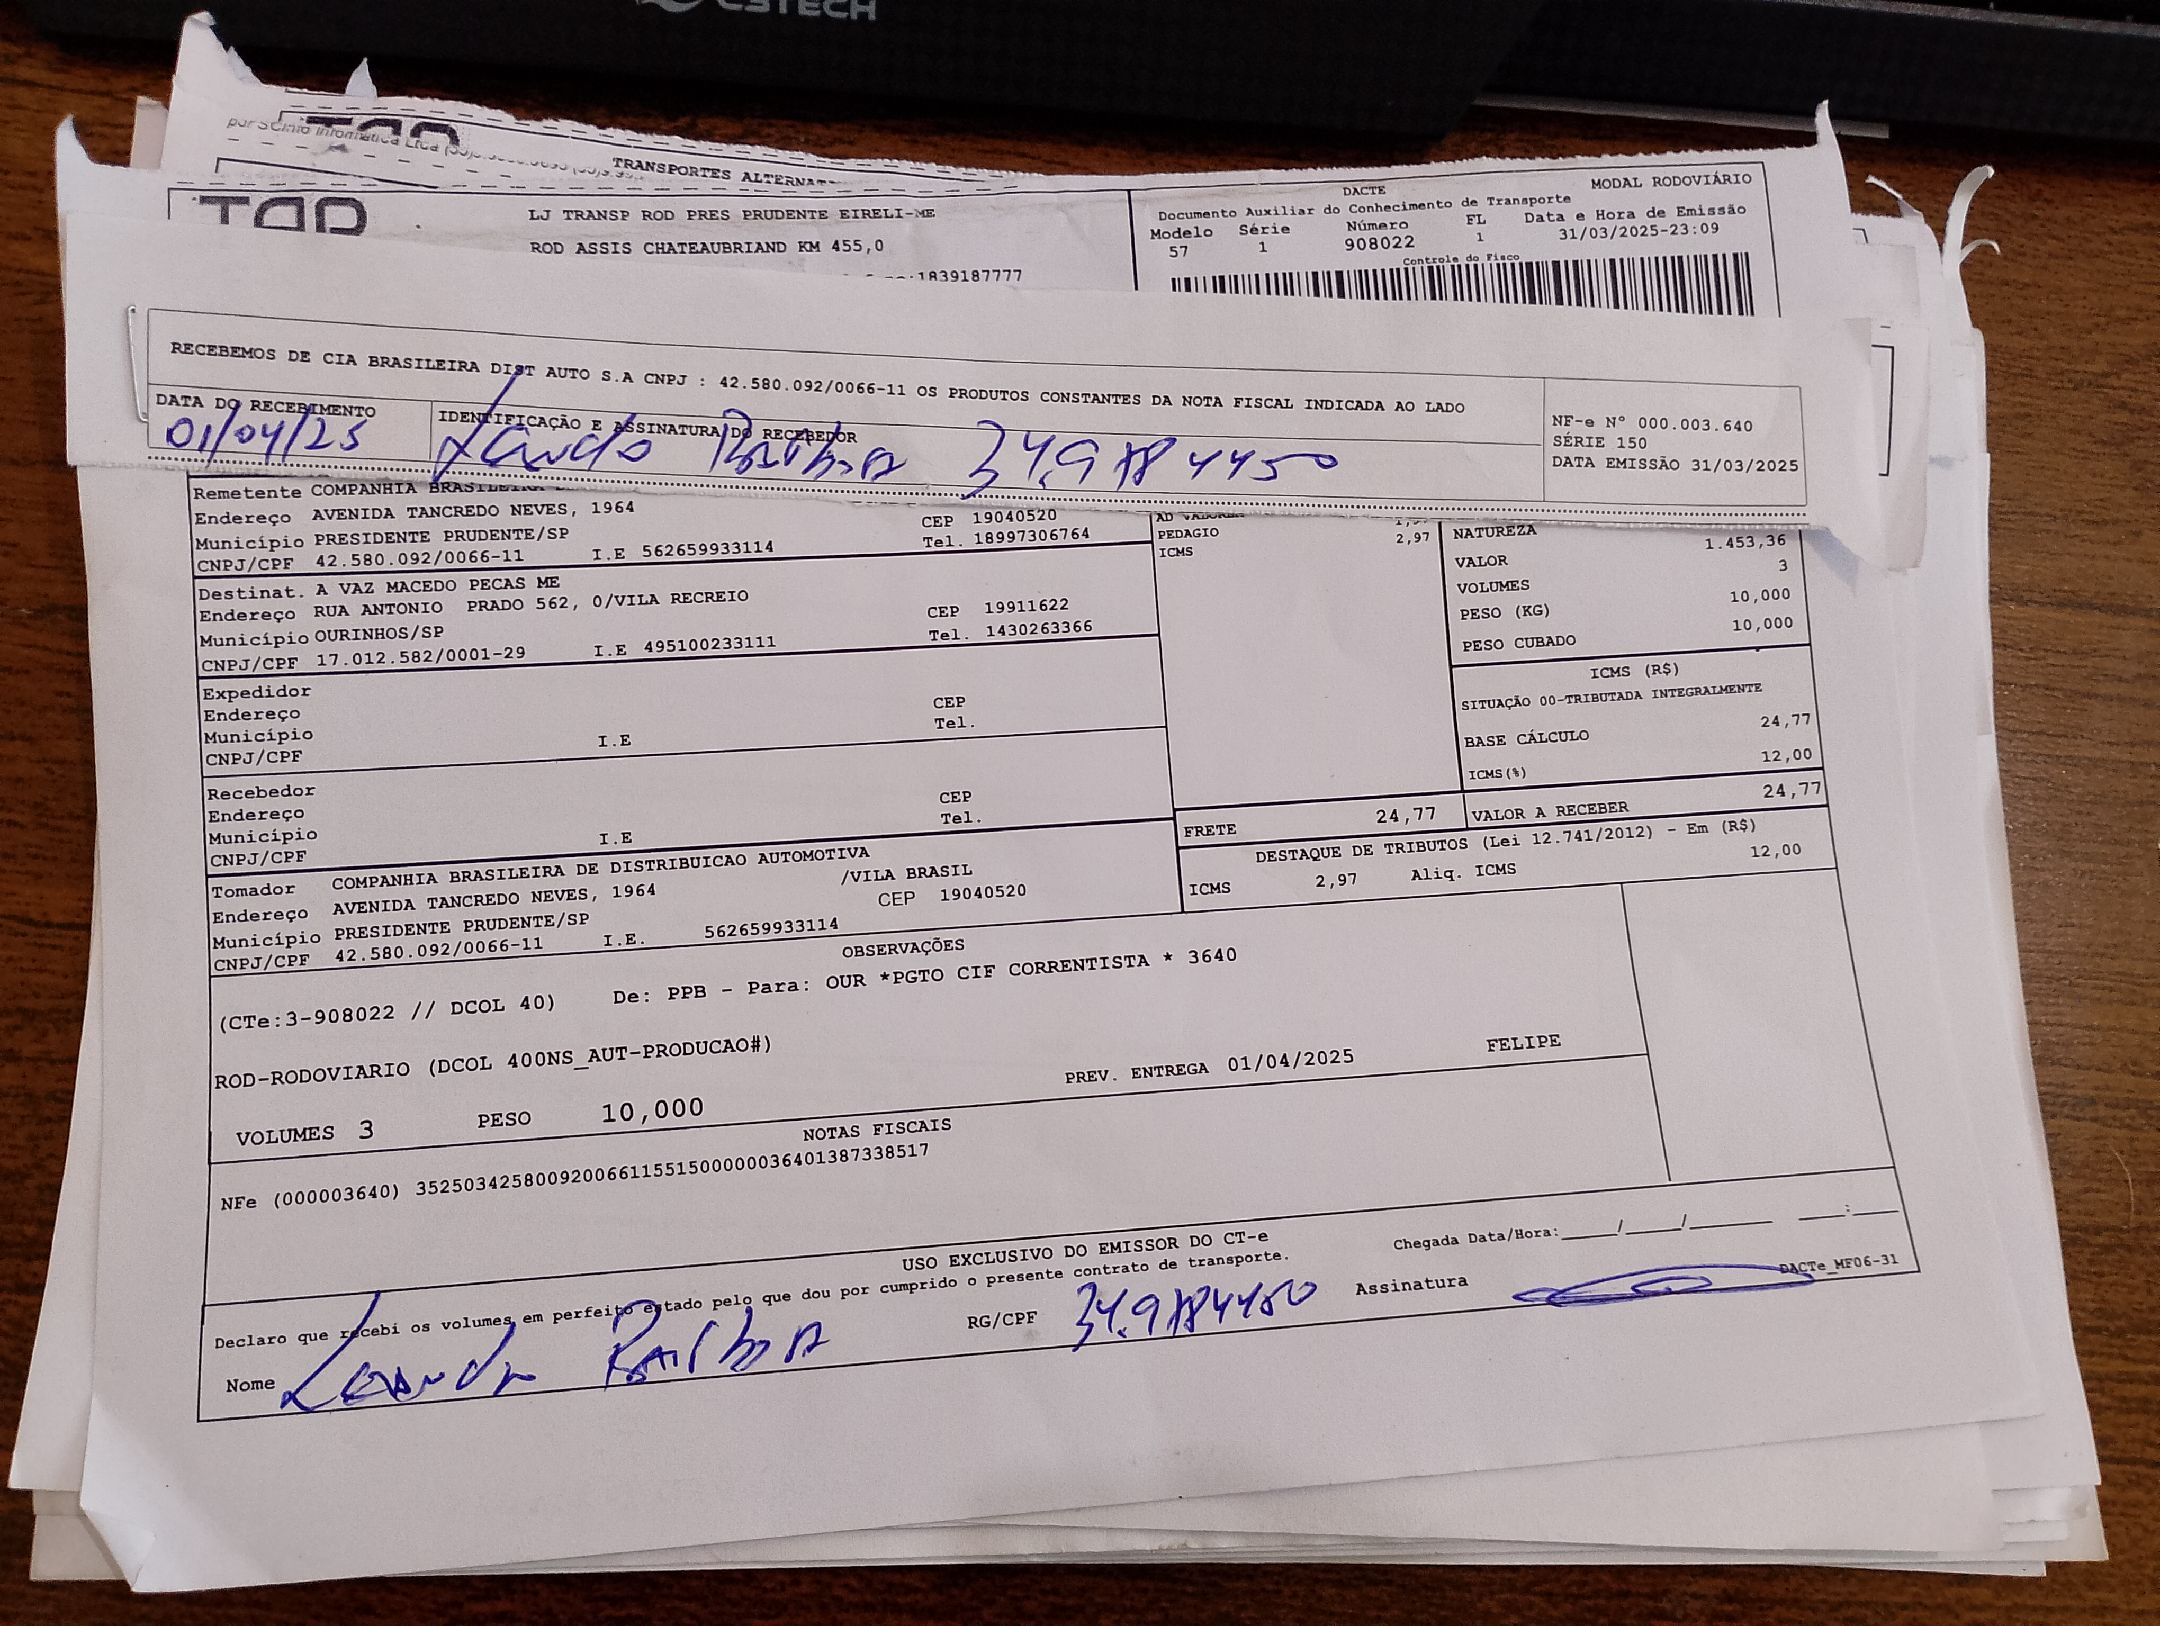 C3TECH
por SCinto Informatica Ltda
TRANSPORTES ALTERNAT
LJ TRANSP ROD PRES PRUDENTE EIRELI-ME
ROD ASSIS CHATEAUBRIAND KM 455,0
:1839187777
DACTE MODAL RODOVIÁRIO
Documento Auxiliar do Conhecimento de Transporte
Modelo Série Número FL Data e Hora de Emissão
57 1 908022 1 31/03/2025-23:09
Controle do Fisco
RECEBEMOS DE CIA BRASILEIRA DIST AUTO S.A CNPJ : 42.580.092/0066-11 OS PRODUTOS CONSTANTES DA NOTA FISCAL INDICADA AO LADO
DATA DO RECEBIMENTO IDENTIFICAÇÃO E ASSINATURA DO RECEBEDOR
01/04/25
NF-e Nº 000.003.640
SÉRIE 150
DATA EMISSÃO 31/03/2025
Remetente COMPANHIA BRASILEIRA
Endereço AVENIDA TANCREDO NEVES, 1964 CEP 19040520
Município PRESIDENTE PRUDENTE/SP Tel. 18997306764
CNPJ/CPF 42.580.092/0066-11 I.E 562659933114
Destinat. A VAZ MACEDO PECAS ME
Endereço RUA ANTONIO PRADO 562, 0/VILA RECREIO CEP 19911622
Município OURINHOS/SP Tel. 1430263366
CNPJ/CPF 17.012.582/0001-29 I.E 495100233111
Expedidor
Endereço CEP
Município Tel.
CNPJ/CPF I.E
Recebedor
Endereço CEP
Município Tel.
CNPJ/CPF I.E
Tomador COMPANHIA BRASILEIRA DE DISTRIBUICAO AUTOMOTIVA
Endereço AVENIDA TANCREDO NEVES, 1964 /VILA BRASIL
Município PRESIDENTE PRUDENTE/SP CEP 19040520
CNPJ/CPF 42.580.092/0066-11 I.E. 562659933114
AD VALOREM
PEDAGIO 2,97
ICMS
NATUREZA
VALOR 1.453,36
VOLUMES 3
PESO (KG) 10,000
PESO CUBADO 10,000
ICMS (R$)
SITUAÇÃO 00-TRIBUTADA INTEGRALMENTE
BASE CÁLCULO 24,77
ICMS(%) 12,00
FRETE 24,77 VALOR A RECEBER 24,77
DESTAQUE DE TRIBUTOS (Lei 12.741/2012) - Em (R$)
ICMS 2,97 Aliq. ICMS 12,00
OBSERVAÇÕES
(CTe:3-908022 // DCOL 40) De: PPB - Para: OUR *PGTO CIF CORRENTISTA * 3640
ROD-RODOVIARIO (DCOL 400NS_AUT-PRODUCAO#)
PREV. ENTREGA 01/04/2025 FELIPE
VOLUMES 3 PESO 10,000
NOTAS FISCAIS
NFe (000003640) 35250342580092006611551500000036401387338517
USO EXCLUSIVO DO EMISSOR DO CT-e
Declaro que recebi os volumes em perfeito estado pelo que dou por cumprido o presente contrato de transporte.
Chegada Data/Hora:____/____/______ ___:___
Nome RG/CPF Assinatura
DACTe_MF06-31